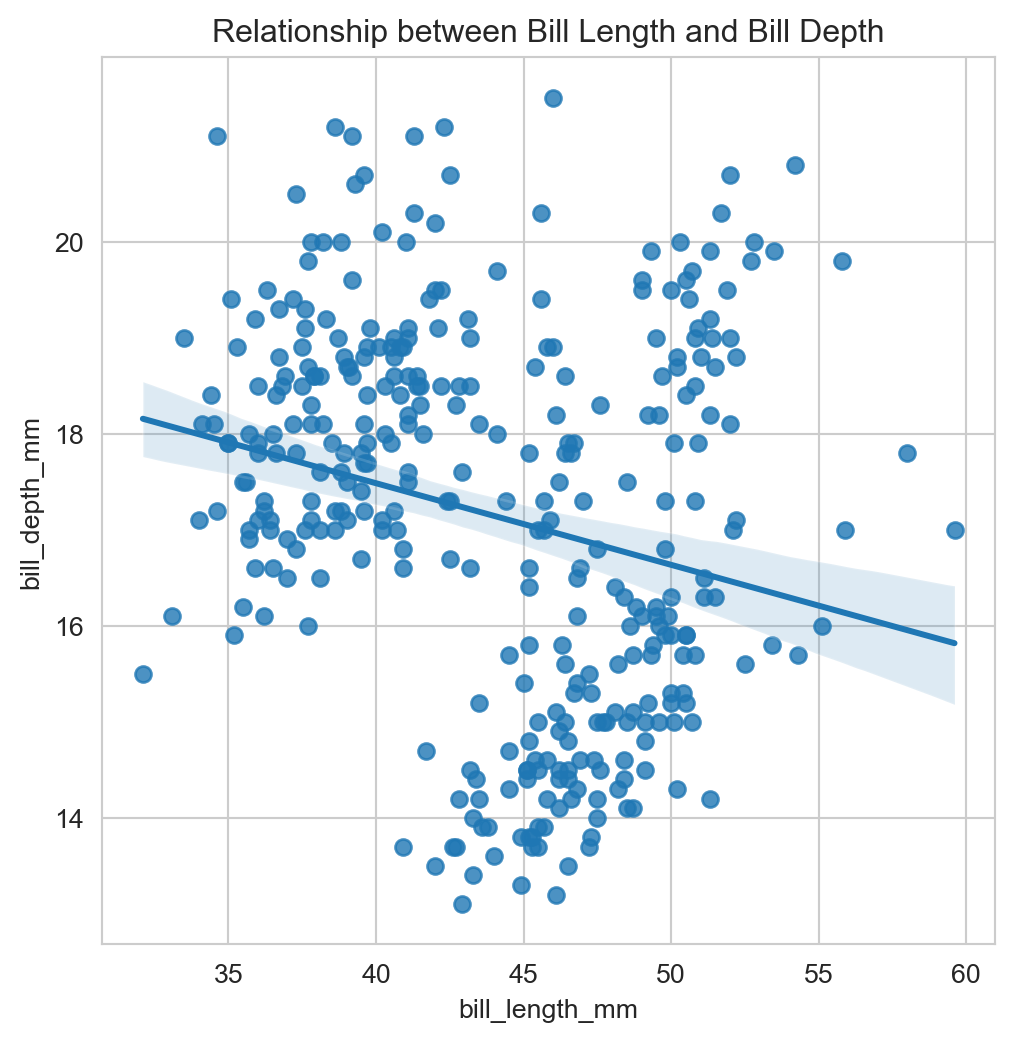 Relationship between Bill Length and Bill Depth
bill_depth_mm
20
18
16
14
35 40 45 50 55 60
bill_length_mm